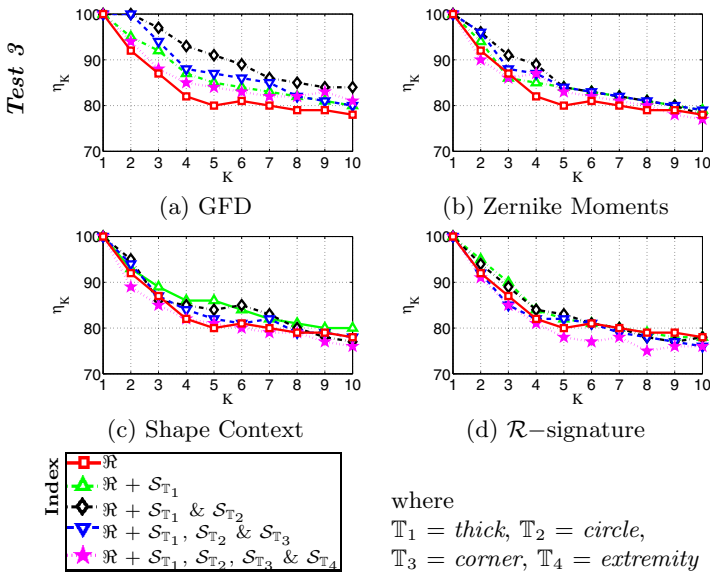 Test 3
100
90
80
70
η_K
1 2 3 4 5 6 7 8 9 10
K
(a) GFD
100
90
80
70
η_K
1 2 3 4 5 6 7 8 9 10
K
(b) Zernike Moments
100
90
80
70
η_K
1 2 3 4 5 6 7 8 9 10
K
(c) Shape Context
100
90
80
70
η_K
1 2 3 4 5 6 7 8 9 10
K
(d) ℛ−signature
Index
ℜ
ℜ + 𝒮_𝕋₁
ℜ + 𝒮_𝕋₁ & 𝒮_𝕋₂
ℜ + 𝒮_𝕋₁, 𝒮_𝕋₂ & 𝒮_𝕋₃
ℜ + 𝒮_𝕋₁, 𝒮_𝕋₂, 𝒮_𝕋₃ & 𝒮_𝕋₄
where
𝕋₁ = thick, 𝕋₂ = circle,
𝕋₃ = corner, 𝕋₄ = extremity